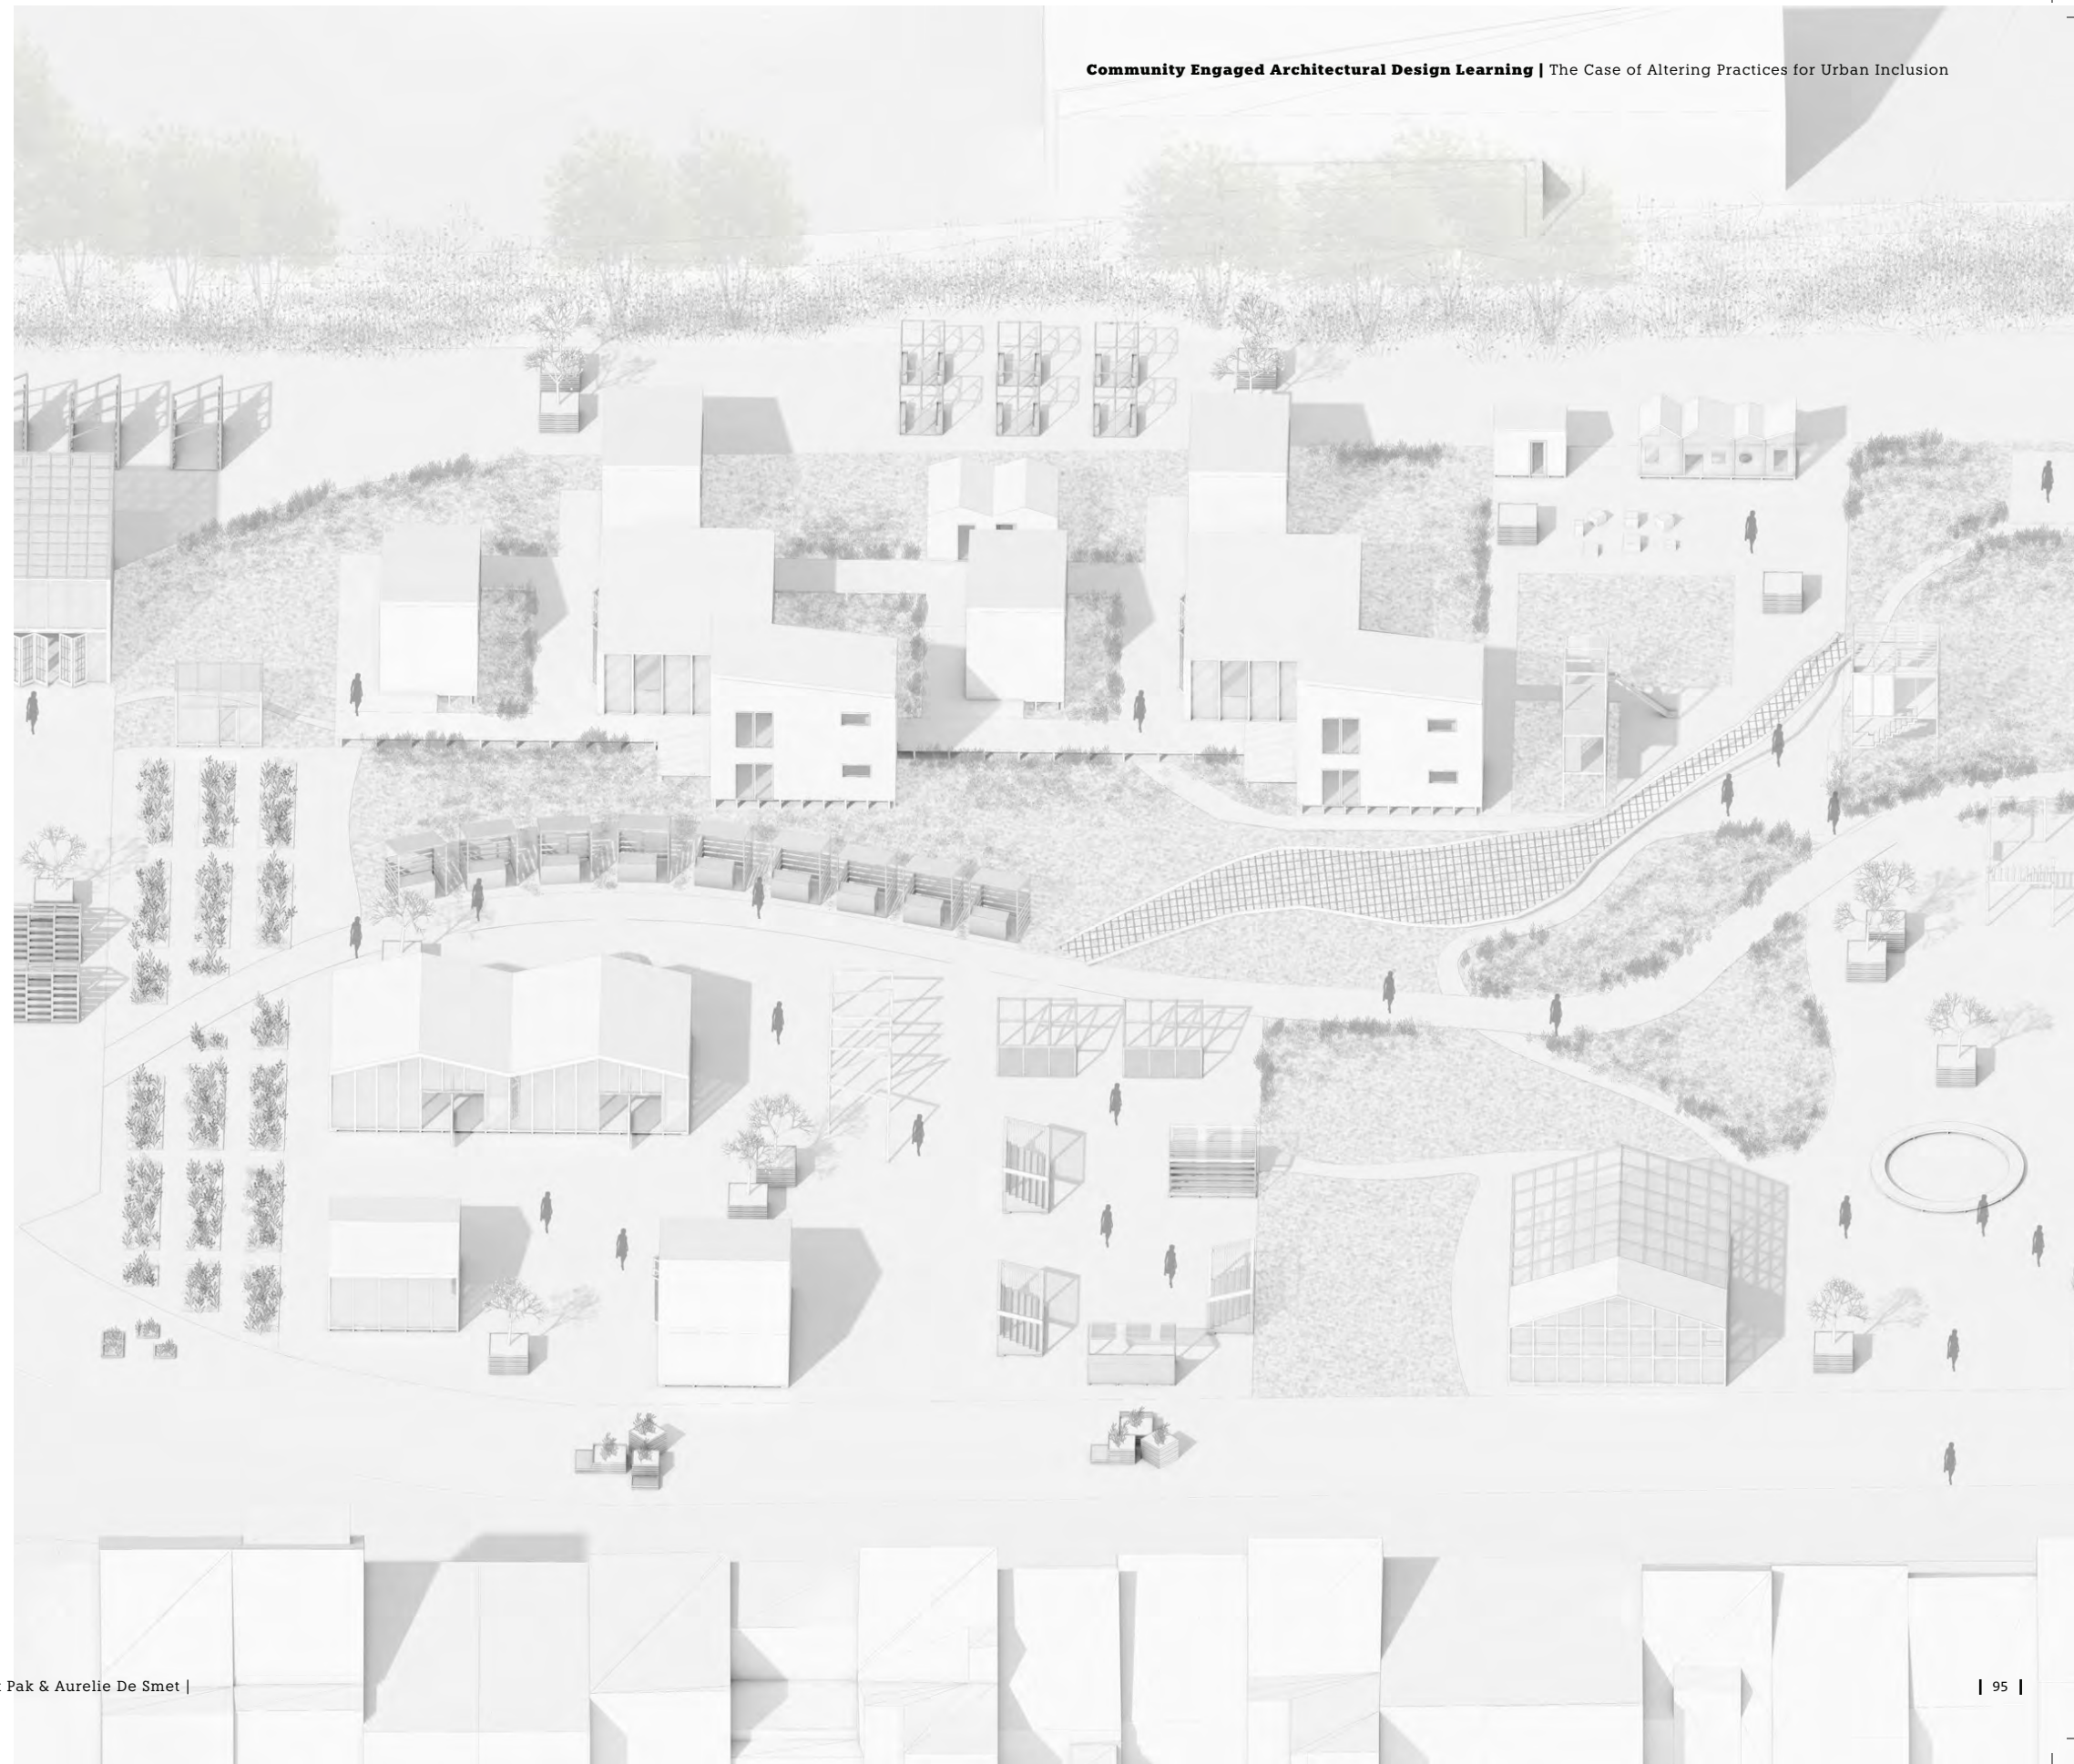 Community Engaged Architectural Design Learning | The Case of Altering Practices for Urban Inclusion
Pak & Aurelie De Smet |
| 95 |